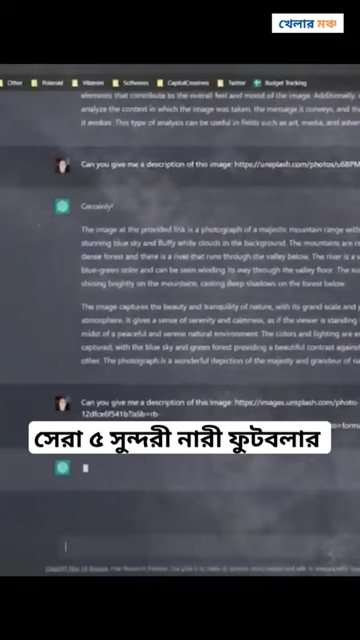 খেলার মঞ্চ
Other Polaroid Vitamini Softwares CapitalCreatives Twitter Budget Tracking
elements that contribute to the overall feel and mood of the image. Additionally,
analyze the context in which the image was taken, the message it conveys, and the
it evokes. This type of analysis can be useful in fields such as art, media, and adver
Can you give me a description of this image: https://unsplash.com/photos/u6BPM
Certainly!
The image at the provided link is a photograph of a majestic mountain range with
stunning blue sky and fluffy white clouds in the background. The mountains are co
dense forest and there is a river that runs through the valley below. The river is a
blue-green color and can be seen winding its way through the valley floor. The sun
shining brightly on the mountains, casting deep shadows on the forest below.
The image captures the beauty and tranquility of nature, with its grand scale and p
atmosphere. It gives a sense of serenity and calmness, as if the viewer is standing
midst of a peaceful and serene natural environment. The colors and lighting are ex
captured, with the blue sky and green forest providing a beautiful contrast against
other. The photograph is a wonderful depiction of the majesty and grandeur of na
Can you give me a description of this image: https://images.unsplash.com/photo-
12dfce6f541b?ixlib=rb-
সেরা ৫ সুন্দরী নারী ফুটবলার